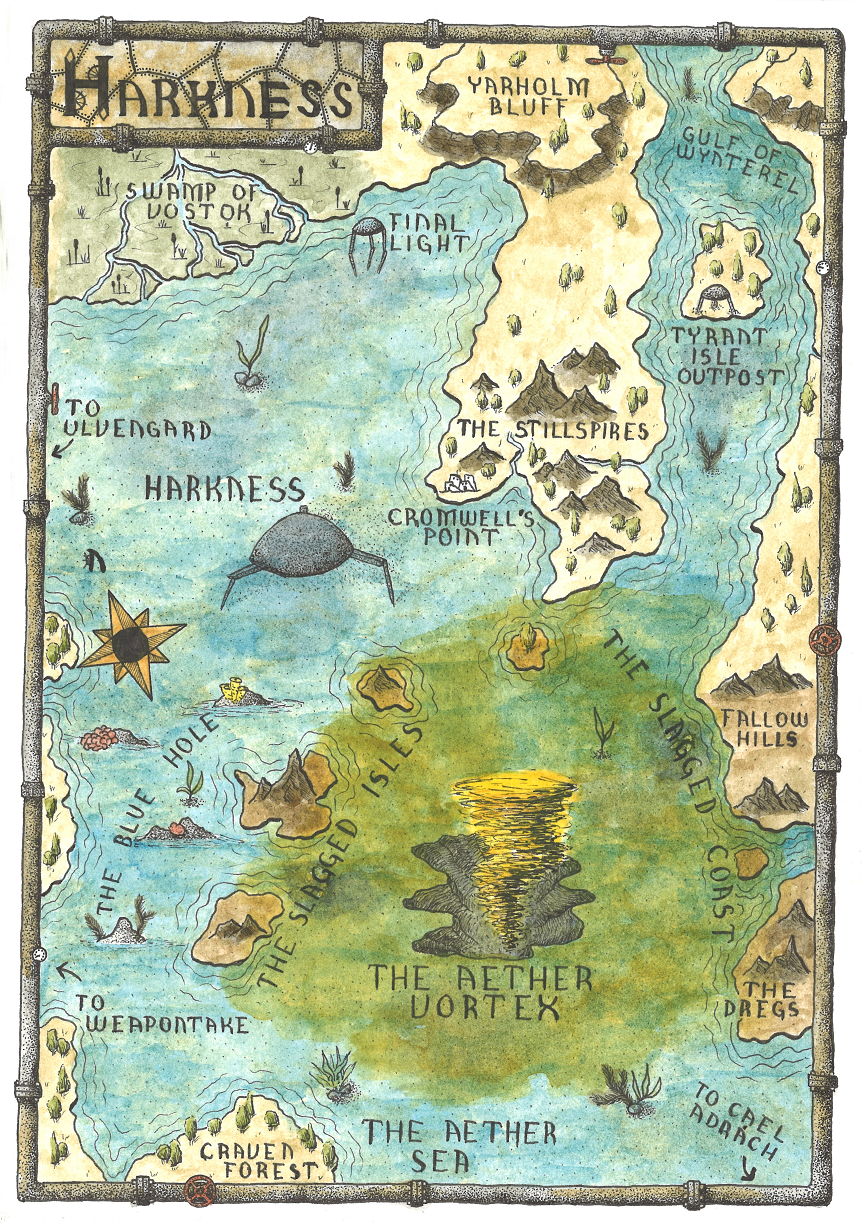 HARKNESS
YARHOLM
BLUFF
GULF OF
WYNTEREL
SWAMP OF
VOSTOK
FINAL
LIGHT
TYRANT
ISLE
OUTPOST
TO
ULVENGARD
THE STILLSPIRES
HARKNESS
CROMWELL'S
POINT
N
THE SLAGGED COAST
FALLOW
HILLS
THE BLUE HOLE
THE SLAGGED ISLES
THE AETHER
VORTEX
THE
DREGS
TO
WEAPONTAKE
TO CAEL
ADRACH
THE AETHER
SEA
CRAVEN
FOREST